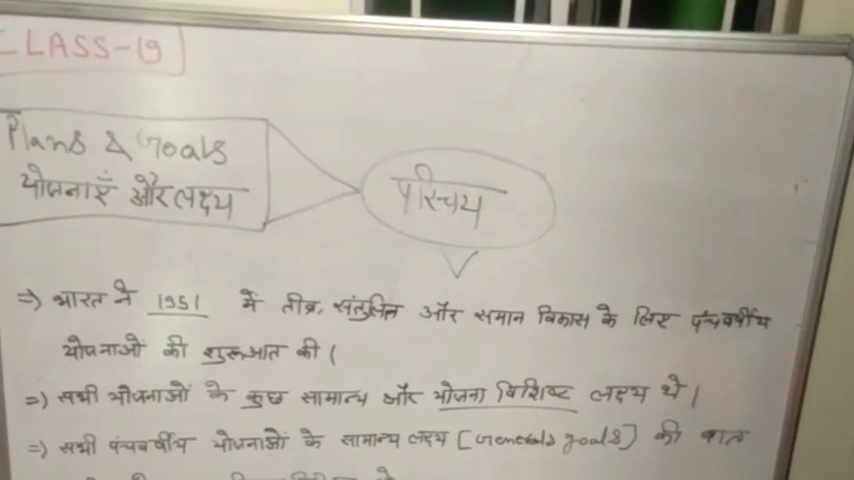 CLASS-19
Plans & Goals
योजनाएँ और लक्ष्य
परिचय
=> भारत ने 1951 में तीव्र, संतुलित और समान विकास के लिए पंचवर्षीय
योजनाओं की शुरूआत की |
=> सभी योजनाओं के कुछ सामान्य और योजना विशिष्ट लक्ष्य थे |
=> सभी पंचवर्षीय योजनाओं के सामान्य लक्ष्य [Generals goals] की बात